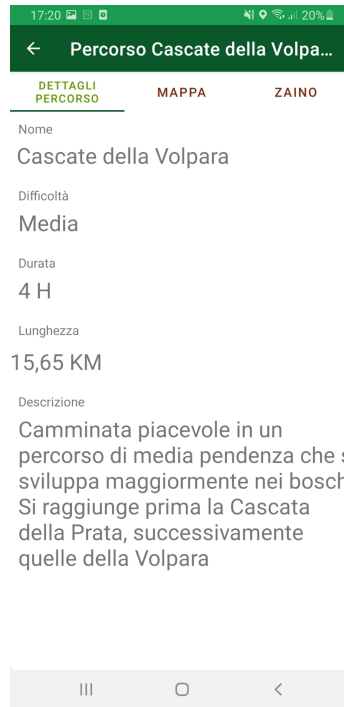 17:20 20%
Percorso Cascate della Volpa...
DETTAGLI
PERCORSO
MAPPA
ZAINO
Nome
Cascate della Volpara
Difficoltà
Media
Durata
4 H
Lunghezza
15,65 KM
Descrizione
Camminata piacevole in un
percorso di media pendenza che s
sviluppa maggiormente nei bosch
Si raggiunge prima la Cascata
della Prata, successivamente
quelle della Volpara